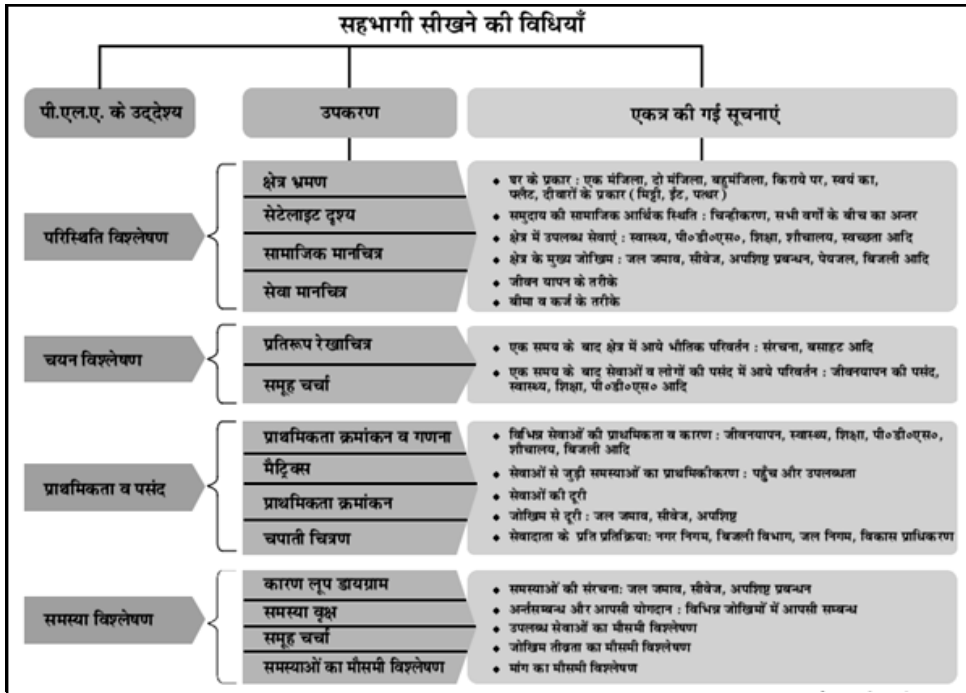 सहभागी सीखने की विधियाँ
पी.एल.ए. के उद्देश्य
उपकरण
एकत्र की गई सूचनाएं
परिस्थिति विश्लेषण
क्षेत्र भ्रमण
सेटेलाइट दृश्य
सामाजिक मानचित्र
सेवा मानचित्र
♦ घर के प्रकार : एक मंजिला, दो मंजिला, बहुमंजिला, किराये पर, स्वयं का,
फ्लैट, दीवारों के प्रकार ( मिट्टी, ईंट, पत्थर )
♦ समुदाय की सामाजिक आर्थिक स्थिति : चिन्हीकरण, सभी वर्गों के बीच का अन्तर
♦ क्षेत्र में उपलब्ध सेवाएं : स्वास्थ्य, पी०डी०एस०, शिक्षा, शौचालय, स्वच्छता आदि
♦ क्षेत्र के मुख्य जोखिम : जल जमाव, सीवेज, अपशिष्ट प्रबन्धन, पेयजल, बिजली आदि
♦ जीवन यापन के तरीके
♦ बीमा व कर्ज के तरीके
चयन विश्लेषण
प्रतिरूप रेखाचित्र
समूह चर्चा
♦ एक समय के बाद क्षेत्र में आये भौतिक परिवर्तन : संरचना, बसाहट आदि
♦ एक समय के बाद सेवाओं व लोगों की पसंद में आये परिवर्तन : जीवनयापन की पसंद,
स्वास्थ्य, शिक्षा, पी०डी०एस० आदि
प्राथमिकता व पसंद
प्राथमिकता क्रमांकन व गणना
मैट्रिक्स
प्राथमिकता क्रमांकन
चपाती चित्रण
♦ विभिन्न सेवाओं की प्राथमिकता व कारण : जीवनयापन, स्वास्थ्य, शिक्षा, पी०डी०एस०,
शौचालय, बिजली आदि
♦ सेवाओं से जुड़ी समस्याओं का प्राथमिकीकरण : पहुँच और उपलब्धता
♦ सेवाओं की दूरी
♦ जोखिम से दूरी : जल जमाव, सीवेज, अपशिष्ट
♦ सेवादाता के प्रति प्रतिक्रिया: नगर निगम, बिजली विभाग, जल निगम, विकास प्राधिकरण
समस्या विश्लेषण
कारण लूप डायग्राम
समस्या वृक्ष
समूह चर्चा
समस्याओं का मौसमी विश्लेषण
♦ समस्याओं की संरचना: जल जमाव, सीवेज, अपशिष्ट प्रबन्धन
♦ अर्न्तसम्बन्ध और आपसी योगदान : विभिन्न जोखिमों में आपसी सम्बन्ध
♦ उपलब्ध सेवाओं का मौसमी विश्लेषण
♦ जोखिम तीव्रता का मौसमी विश्लेषण
♦ मांग का मौसमी विश्लेषण